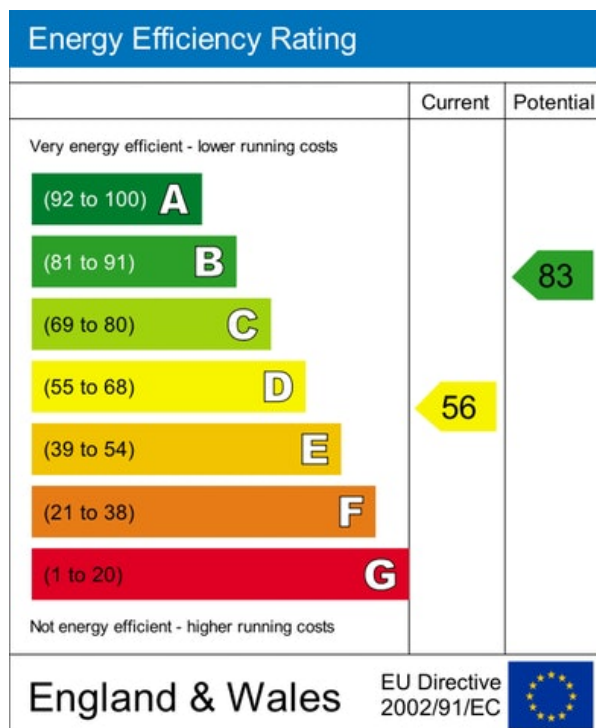 Energy Efficiency Rating
Current Potential
Very energy efficient - lower running costs
(92 to 100) A
(81 to 91) B
83
(69 to 80) C
(55 to 68) D
56
(39 to 54) E
(21 to 38) F
(1 to 20) G
Not energy efficient - higher running costs
England & Wales
EU Directive
2002/91/EC